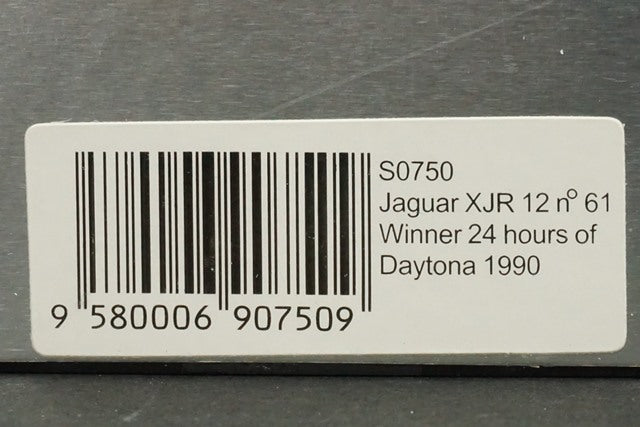 S0750
Jaguar XJR 12 nº 61
Winner 24 hours of
Daytona 1990
9 580006 907509